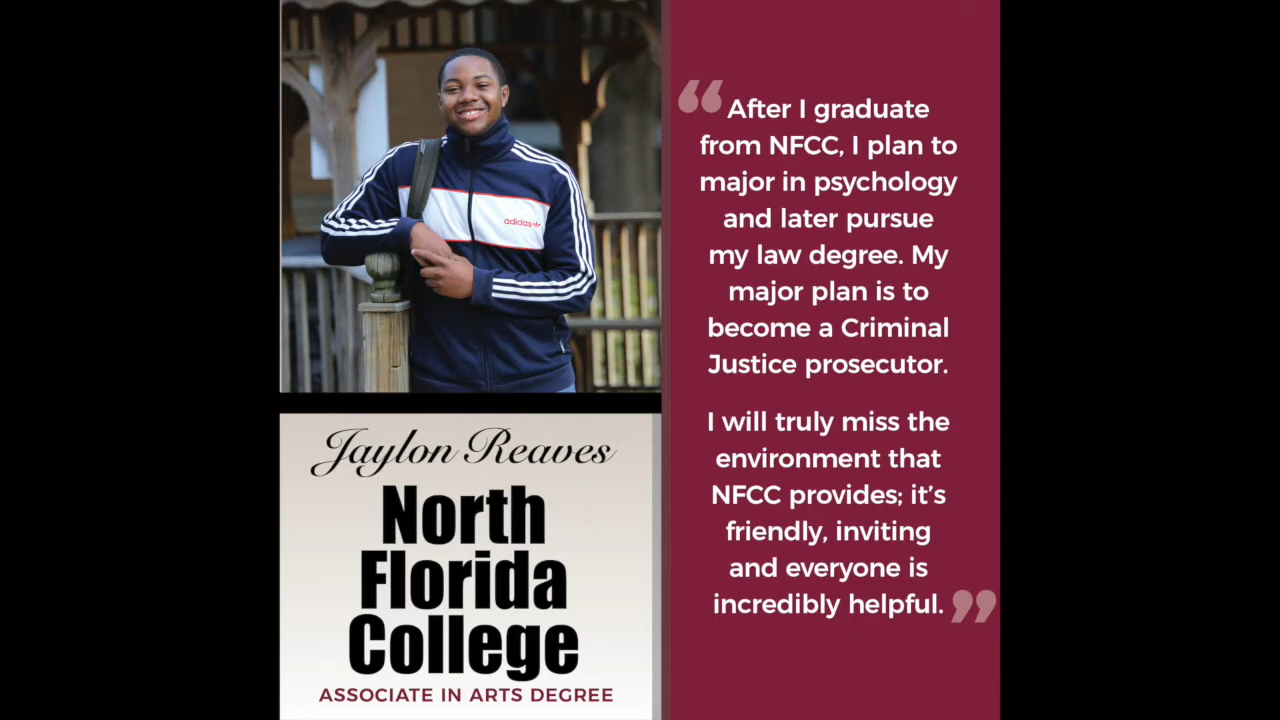 adidas
Jaylon Reaves
North
Florida
College
ASSOCIATE IN ARTS DEGREE
“After I graduate
from NFCC, I plan to
major in psychology
and later pursue
my law degree. My
major plan is to
become a Criminal
Justice prosecutor.
I will truly miss the
environment that
NFCC provides; it’s
friendly, inviting
and everyone is
incredibly helpful.”